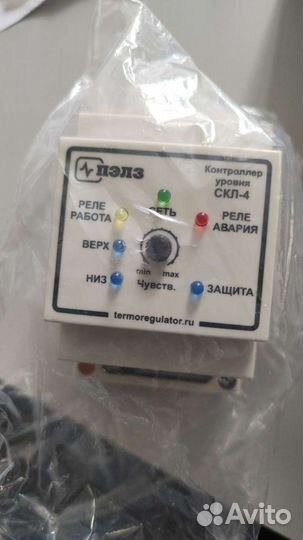 ПЭЛЗ
Контроллер
уровня
СКЛ-4
РЕЛЕ
РАБОТА
СЕТЬ
РЕЛЕ
АВАРИЯ
ВЕРХ
НИЗ
min max
Чувств.
ЗАЩИТА
termoregulator.ru
Avito